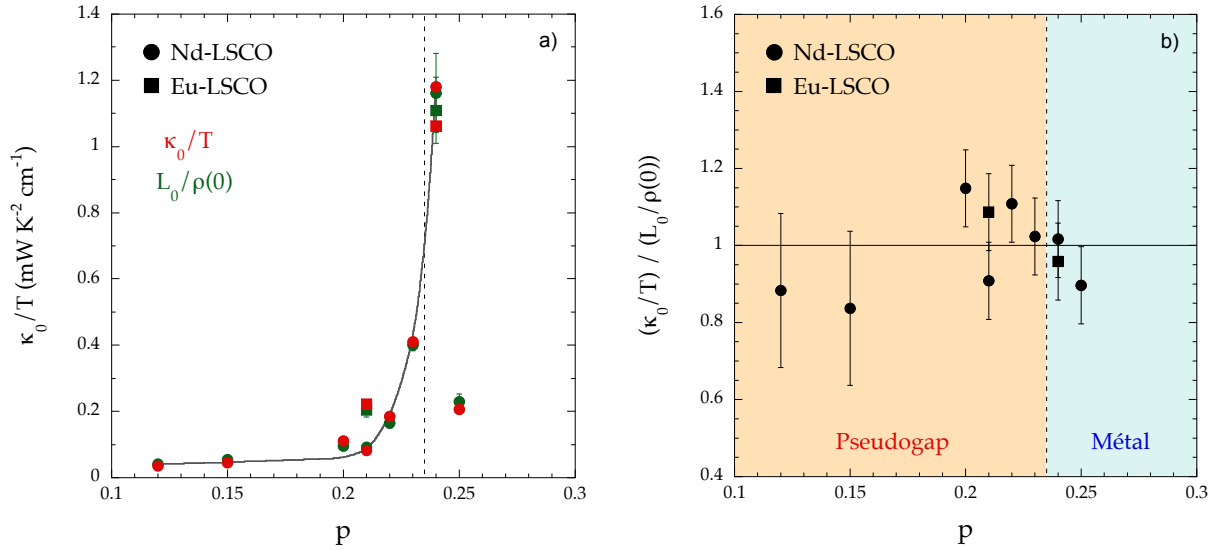 a)
Nd-LSCO
Eu-LSCO
κ₀/T
L₀/ρ(0)
κ₀/T (mW K⁻² cm⁻¹)
1.4
1.2
1
0.8
0.6
0.4
0.2
0
0.1
0.15
0.2
0.25
0.3
p
b)
Nd-LSCO
Eu-LSCO
(κ₀/T) / (L₀/ρ(0))
1.6
1.4
1.2
1
0.8
0.6
0.4
Pseudogap
Métal
0.1
0.15
0.2
0.25
0.3
p